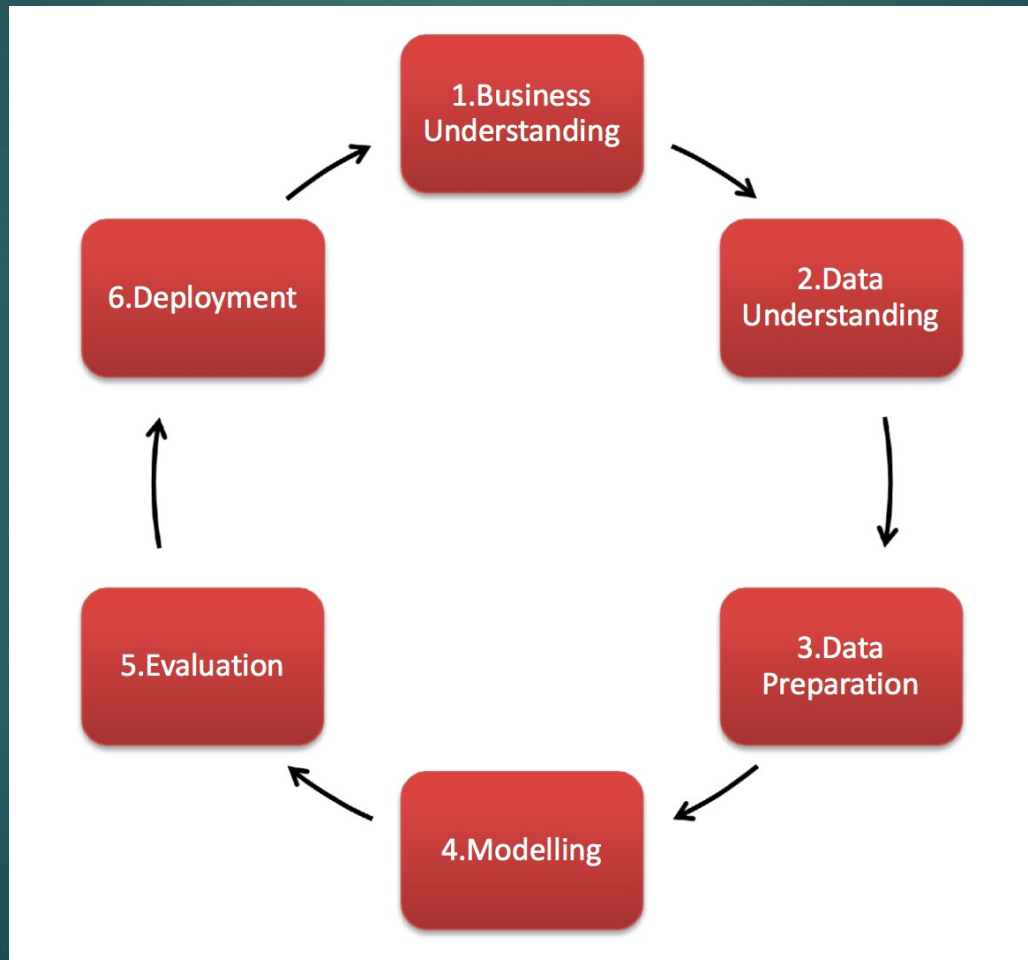 1.Business
Understanding
2.Data
Understanding
3.Data
Preparation
4.Modelling
5.Evaluation
6.Deployment